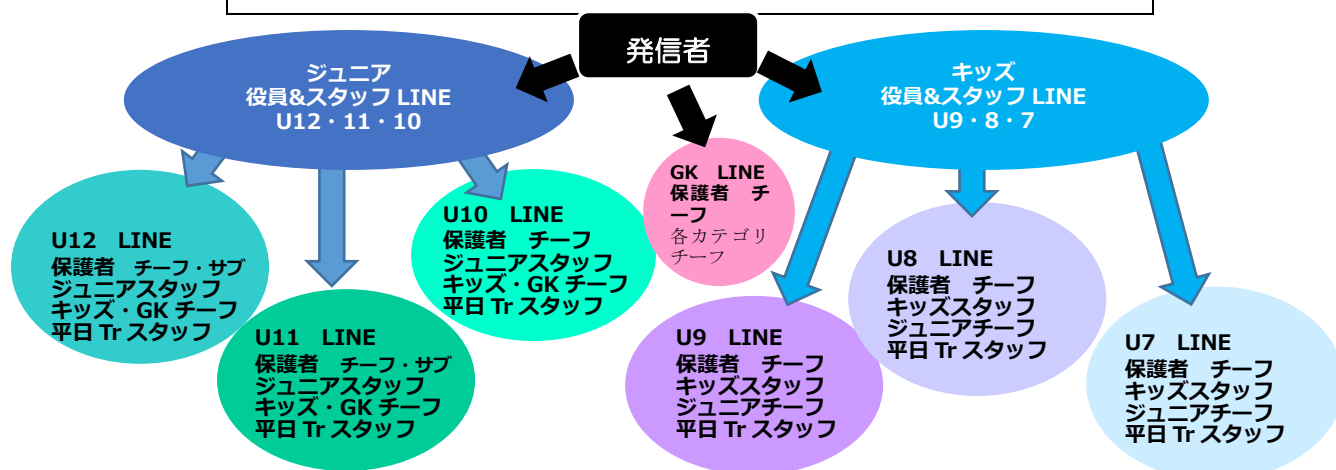 発信者
ジュニア
役員&スタッフ LINE
U12・11・10
キッズ
役員&スタッフ LINE
U9・8・7
U12　LINE
保護者　チーフ・サブ
ジュニアスタッフ
キッズ・GK チーフ
平日 Tr スタッフ
U11　LINE
保護者　チーフ・サブ
ジュニアスタッフ
キッズ・GK チーフ
平日 Tr スタッフ
U10　LINE
保護者　チーフ
ジュニアスタッフ
キッズ・GK チーフ
平日 Tr スタッフ
GK　LINE
保護者　チ
ーフ
各カテゴリ
チーフ
U9　LINE
保護者　チーフ
キッズスタッフ
ジュニアチーフ
平日 Tr スタッフ
U8　LINE
保護者　チーフ
キッズスタッフ
ジュニアチーフ
平日 Tr スタッフ
U7　LINE
保護者　チーフ
キッズスタッフ
ジュニアチーフ
平日 Tr スタッフ